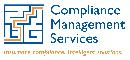 Compliance
Management
Services
insurance compliance. intelligent solutions.